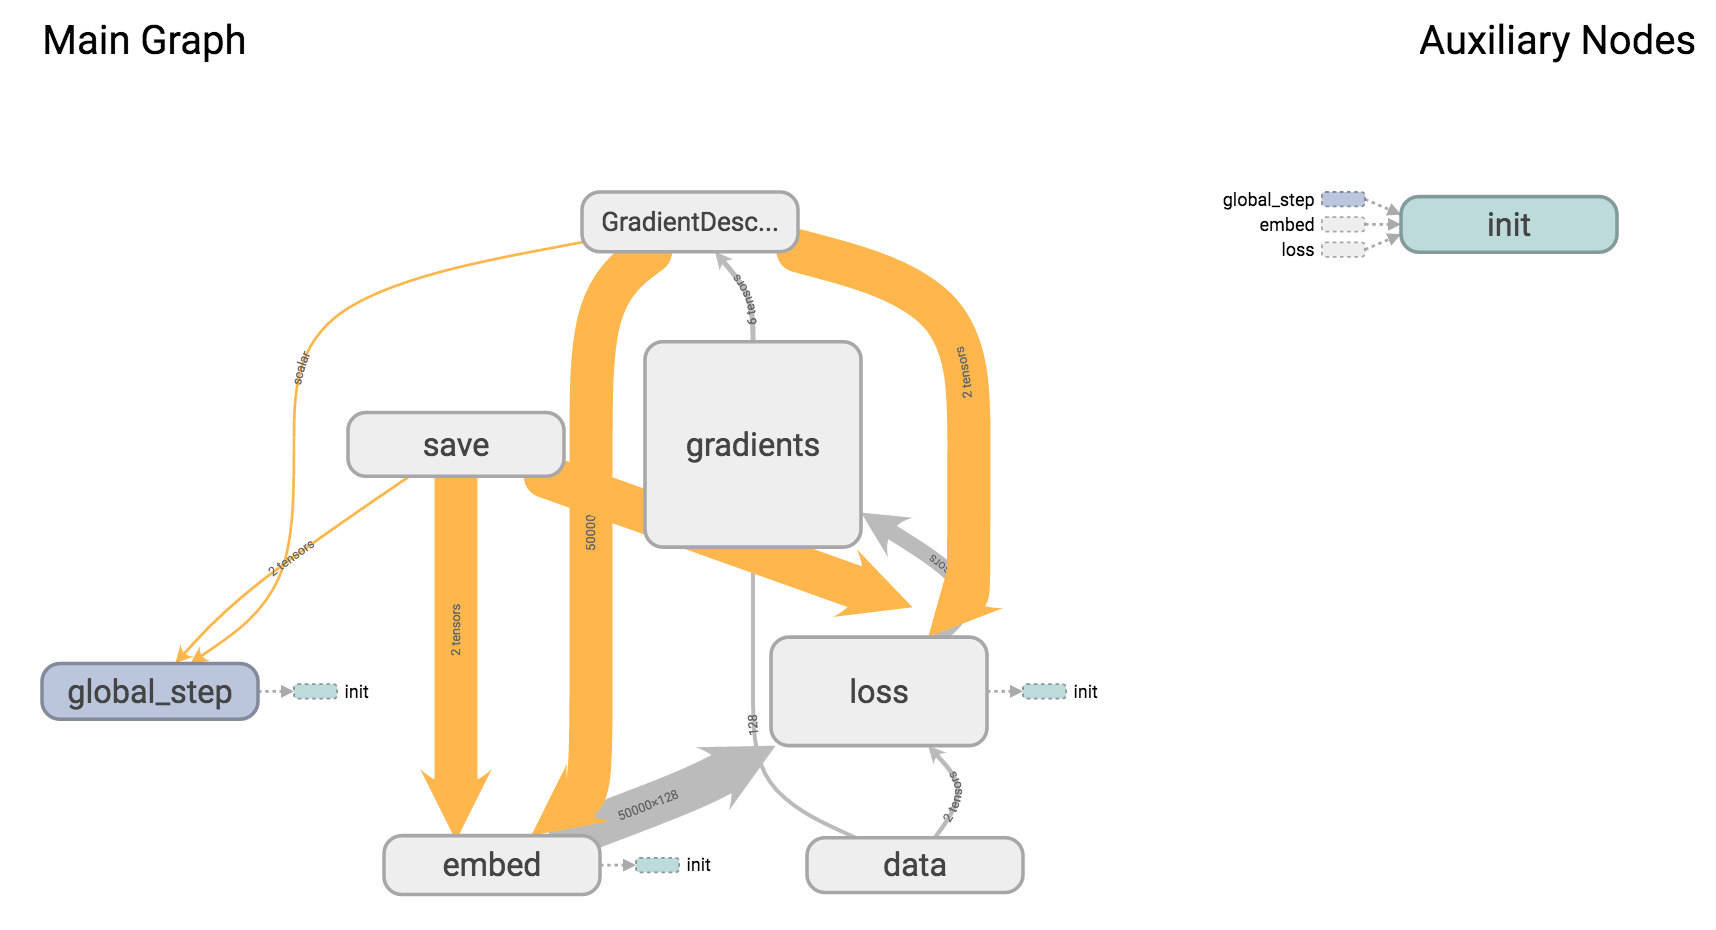 Main Graph
Auxiliary Nodes
global_step
embed
loss
init
GradientDesc...
6 tensors
scalar
2 tensors
save
gradients
50000
2 tensors
2 tensors
global_step
init
loss
init
128
50000×128
2 tensors
embed
init
data